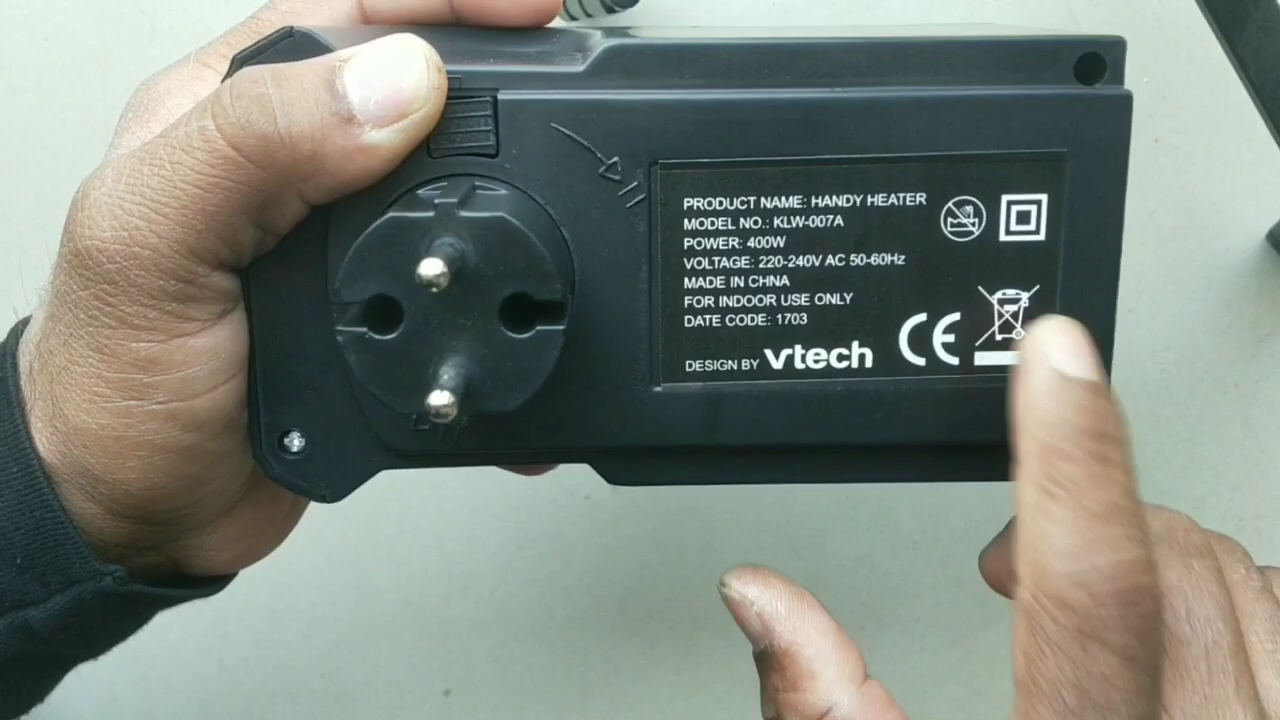 PRODUCT NAME: HANDY HEATER
MODEL NO.: KLW-007A
POWER: 400W
VOLTAGE: 220-240V AC 50-60Hz
MADE IN CHNA
FOR INDOOR USE ONLY
DATE CODE: 1703
DESIGN BY vtech
CE